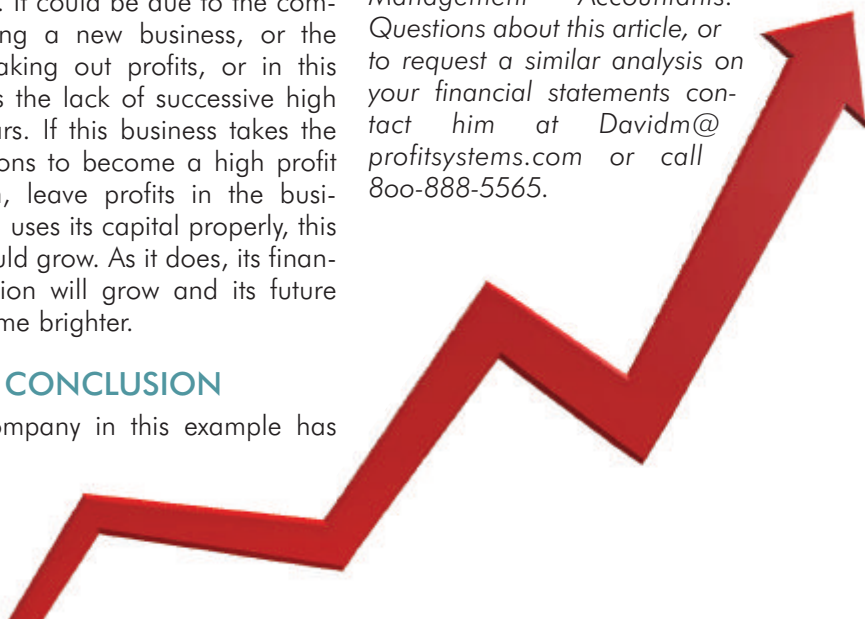 . It could be due to the com-
ing a new business, or the
aking out profits, or in this
s the lack of successive high
ars. If this business takes the
ons to become a high profit
, leave profits in the busi-
uses its capital properly, this
uld grow. As it does, its finan-
ion will grow and its future
me brighter.
CONCLUSION
ompany in this example has
Management Accountants.
Questions about this article, or
to request a similar analysis on
your financial statements con-
tact him at Davidm@
profitsystems.com or call
8oo-888-5565.